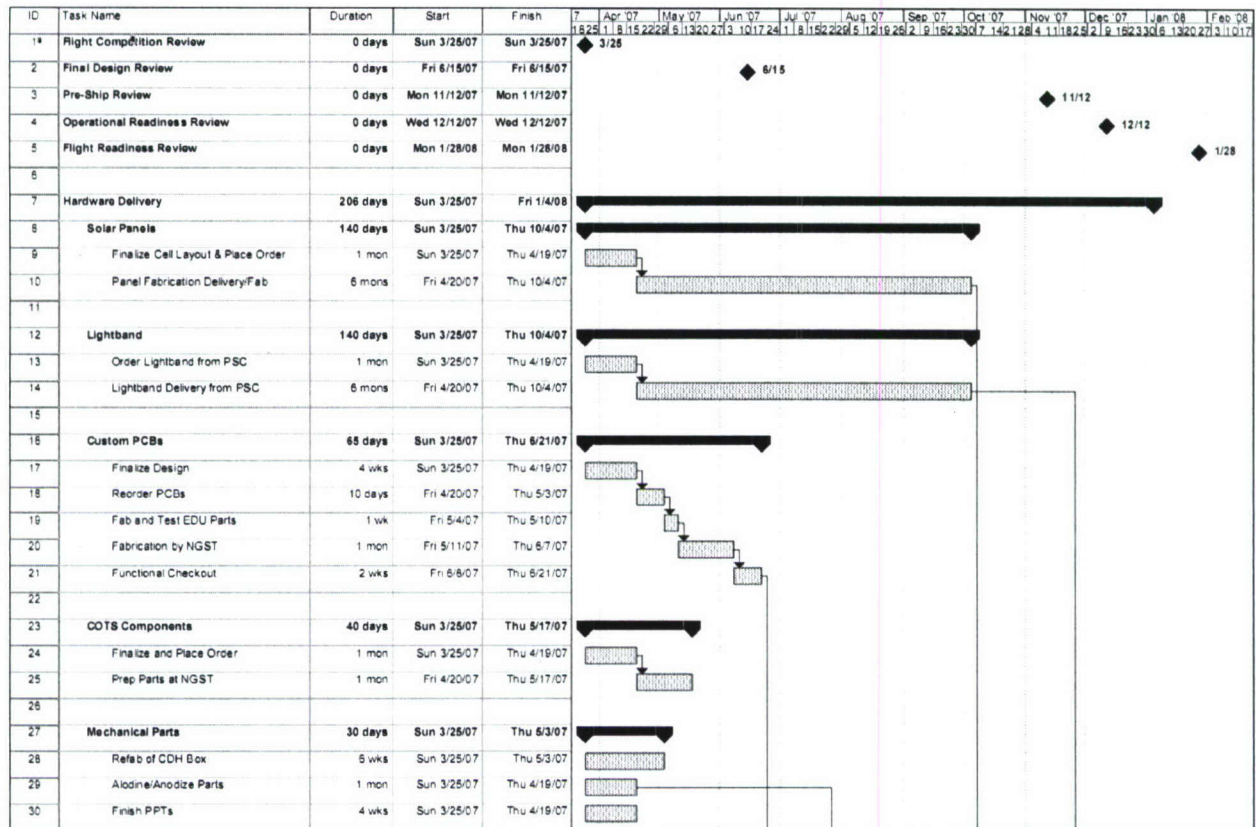 ID Task Name Duration Start Finish 7 Apr '07 May '07 Jun '07 Jul '07 Aug '07 Sep '07 Oct '07 Nov '07 Dec '07 Jan '08 Feb '08
1 Flight Competition Review 0 days Sun 3/25/07 Sun 3/25/07 3/25
2 Final Design Review 0 days Fri 6/15/07 Fri 6/15/07 6/15
3 Pre-Ship Review 0 days Mon 11/12/07 Mon 11/12/07 11/12
4 Operational Readiness Review 0 days Wed 12/12/07 Wed 12/12/07 12/12
5 Flight Readiness Review 0 days Mon 1/28/08 Mon 1/28/08 1/28
6
7 Hardware Delivery 206 days Sun 3/25/07 Fri 1/4/08
8 Solar Panels 140 days Sun 3/25/07 Thu 10/4/07
9 Finalize Cell Layout & Place Order 1 mon Sun 3/25/07 Thu 4/19/07
10 Panel Fabrication Delivery/Fab 6 mons Fri 4/20/07 Thu 10/4/07
11
12 Lightband 140 days Sun 3/25/07 Thu 10/4/07
13 Order Lightband from PSC 1 mon Sun 3/25/07 Thu 4/19/07
14 Lightband Delivery from PSC 6 mons Fri 4/20/07 Thu 10/4/07
15
16 Custom PCBs 65 days Sun 3/25/07 Thu 6/21/07
17 Finalize Design 4 wks Sun 3/25/07 Thu 4/19/07
18 Reorder PCBs 10 days Fri 4/20/07 Thu 5/3/07
19 Fab and Test EDU Parts 1 wk Fri 5/4/07 Thu 5/10/07
20 Fabrication by NGST 1 mon Fri 5/11/07 Thu 6/7/07
21 Functional Checkout 2 wks Fri 6/8/07 Thu 6/21/07
22
23 COTS Components 40 days Sun 3/25/07 Thu 5/17/07
24 Finalize and Place Order 1 mon Sun 3/25/07 Thu 4/19/07
25 Prep Parts at NGST 1 mon Fri 4/20/07 Thu 5/17/07
26
27 Mechanical Parts 30 days Sun 3/25/07 Thu 5/3/07
28 Refab of CDH Box 6 wks Sun 3/25/07 Thu 5/3/07
29 Alodine/Anodize Parts 1 mon Sun 3/25/07 Thu 4/19/07
30 Finish PPTs 4 wks Sun 3/25/07 Thu 4/19/07